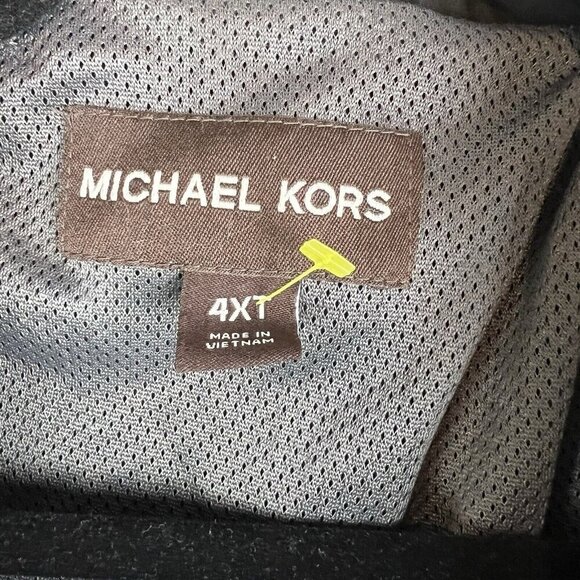 MICHAEL KORS
4XT
MADE IN
VIETNAM